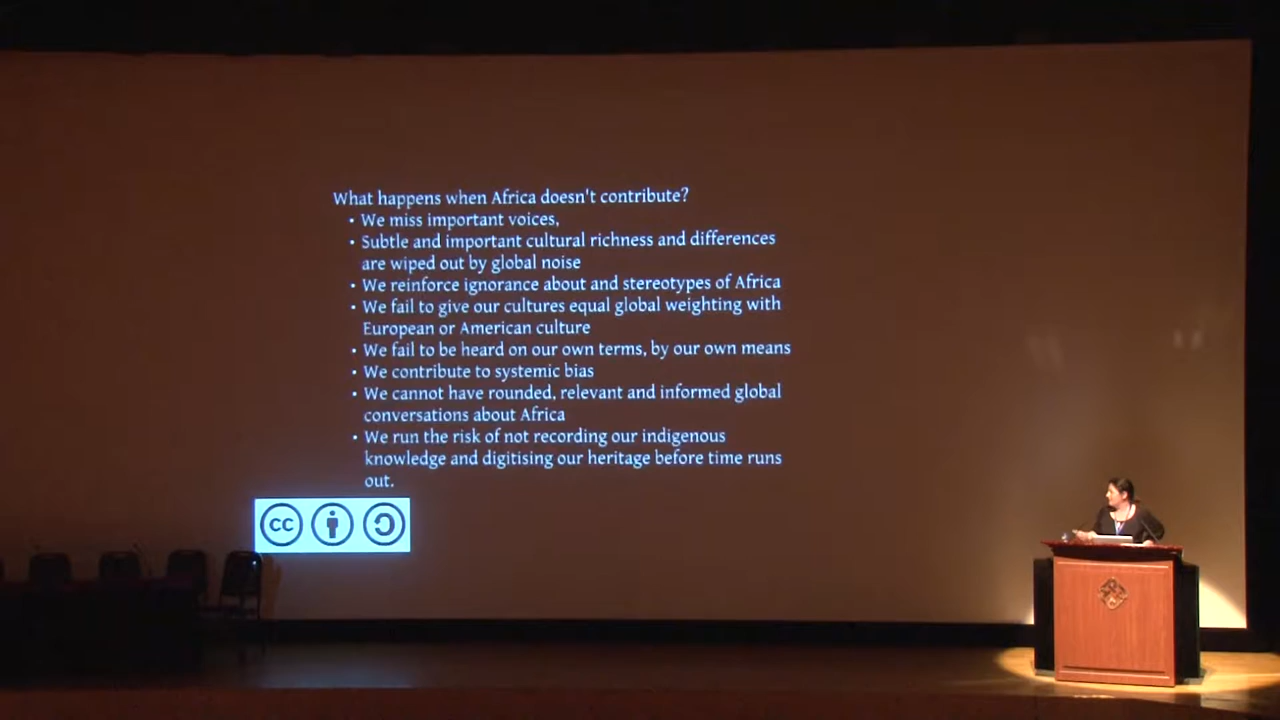 What happens when Africa doesn't contribute?
• We miss important voices,
• Subtle and important cultural richness and differences
are wiped out by global noise
• We reinforce ignorance about and stereotypes of Africa
• We fail to give our cultures equal global weighting with
European or American culture
• We fail to be heard on our own terms, by our own means
• We contribute to systemic bias
• We cannot have rounded, relevant and informed global
conversations about Africa
• We run the risk of not recording our indigenous
knowledge and digitising our heritage before time runs
out.
cc